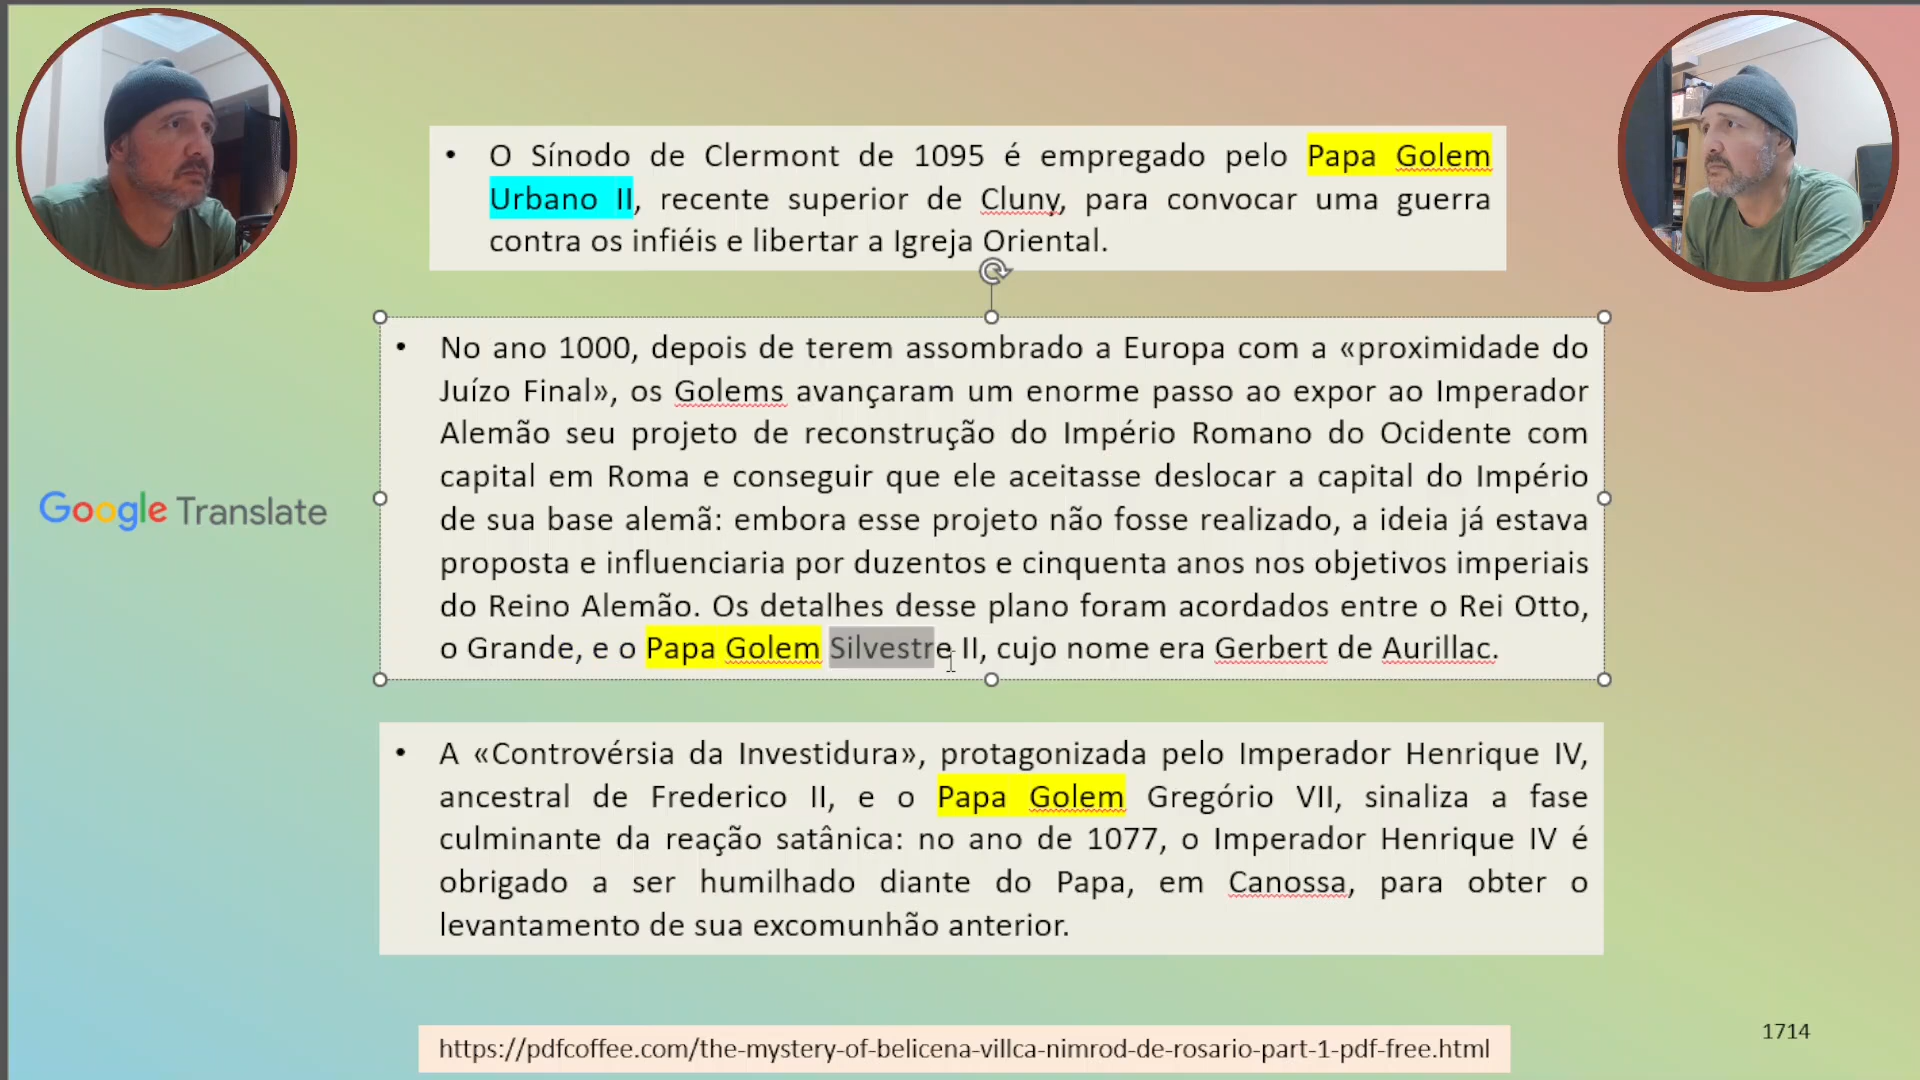 • O Sínodo de Clermont de 1095 é empregado pelo Papa Golem
Urbano II, recente superior de Cluny, para convocar uma guerra
contra os infiéis e libertar a Igreja Oriental.
• No ano 1000, depois de terem assombrado a Europa com a «proximidade do
Juízo Final», os Golems avançaram um enorme passo ao expor ao Imperador
Alemão seu projeto de reconstrução do Império Romano do Ocidente com
capital em Roma e conseguir que ele aceitasse deslocar a capital do Império
de sua base alemã: embora esse projeto não fosse realizado, a ideia já estava
proposta e influenciaria por duzentos e cinquenta anos nos objetivos imperiais
do Reino Alemão. Os detalhes desse plano foram acordados entre o Rei Otto,
o Grande, e o Papa Golem Silvestre II, cujo nome era Gerbert de Aurillac.
Google Translate
• A «Controvérsia da Investidura», protagonizada pelo Imperador Henrique IV,
ancestral de Frederico II, e o Papa Golem Gregório VII, sinaliza a fase
culminante da reação satânica: no ano de 1077, o Imperador Henrique IV é
obrigado a ser humilhado diante do Papa, em Canossa, para obter o
levantamento de sua excomunhão anterior.
https://pdfcoffee.com/the-mystery-of-belicena-villca-nimrod-de-rosario-part-1-pdf-free.html
1714